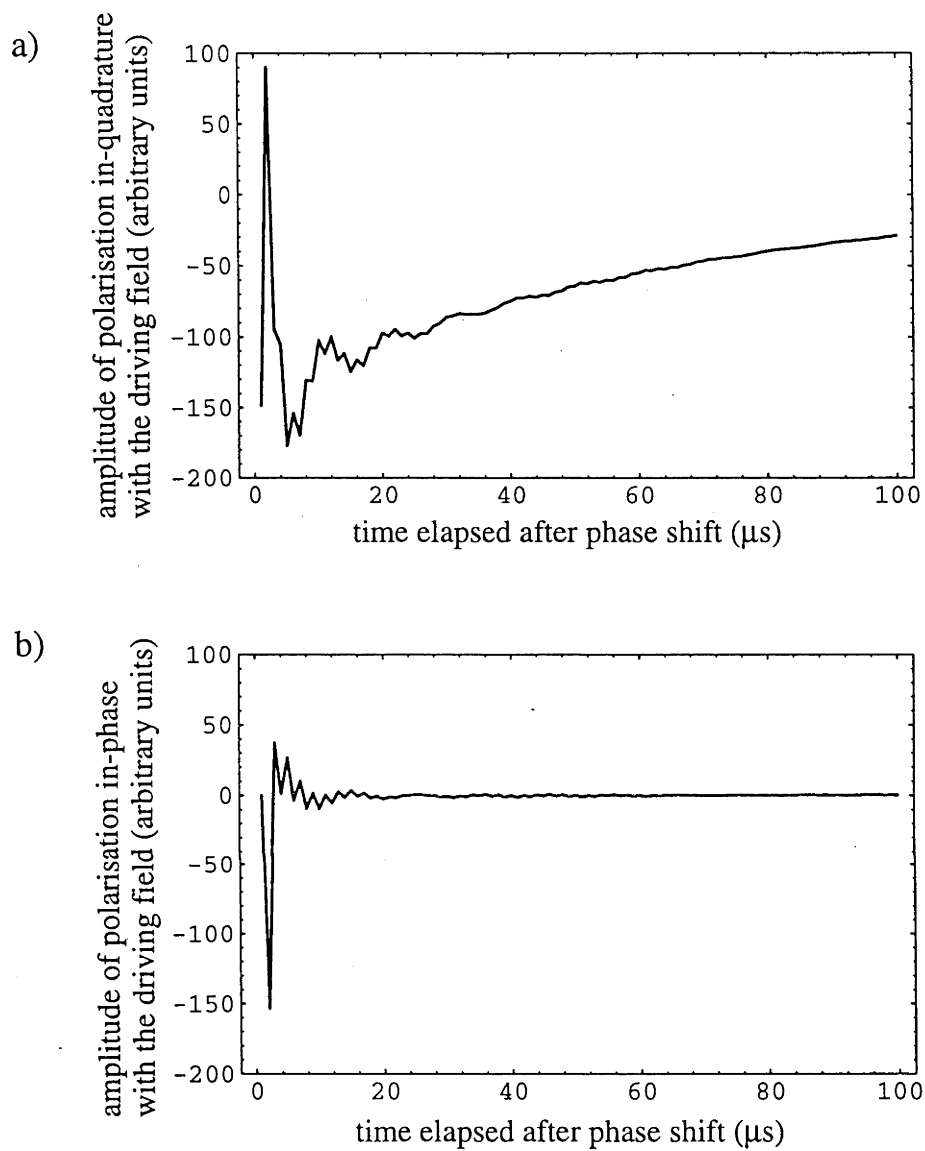 a)
amplitude of polarisation in-quadrature
with the driving field (arbitrary units)
100
50
0
-50
-100
-150
-200
0 20 40 60 80 100
time elapsed after phase shift (µs)
b)
amplitude of polarisation in-phase
with the driving field (arbitrary units)
100
50
0
-50
-100
-150
-200
0 20 40 60 80 100
time elapsed after phase shift (µs)